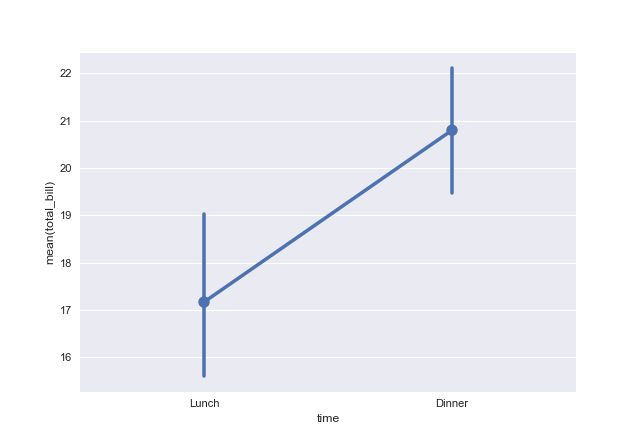 22
21
20
19
18
17
16
mean(total_bill)
Lunch
Dinner
time